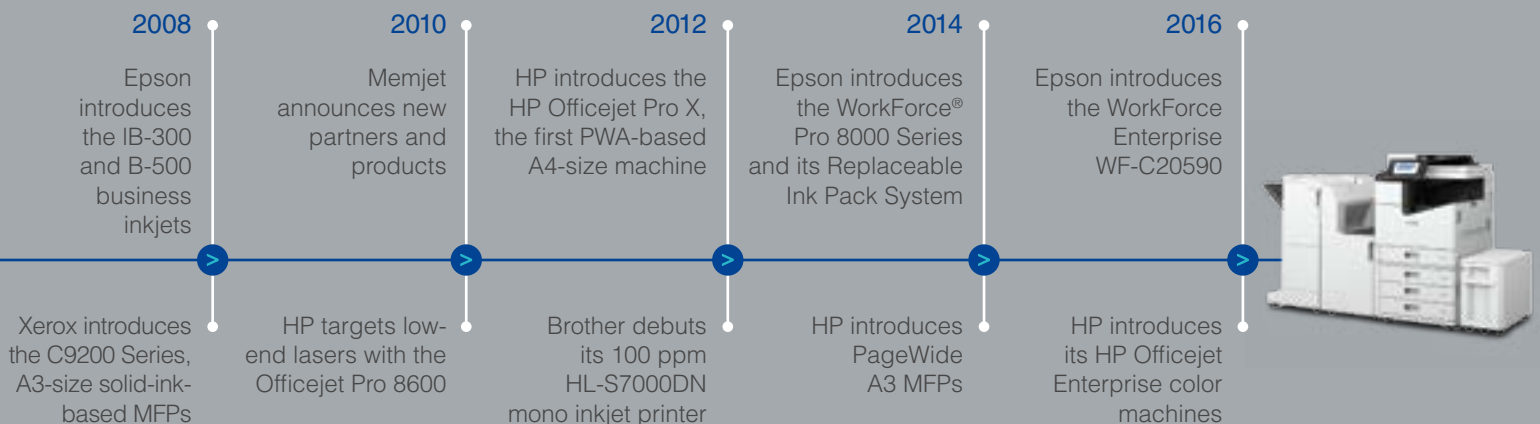 2008
Epson
introduces
the IB-300
and B-500
business
inkjets
Xerox introduces
the C9200 Series,
A3-size solid-ink-
based MFPs
2010
Memjet
announces new
partners and
products
HP targets low-
end lasers with the
Officejet Pro 8600
2012
HP introduces the
HP Officejet Pro X,
the first PWA-based
A4-size machine
Brother debuts
its 100 ppm
HL-S7000DN
mono inkjet printer
2014
Epson introduces
the WorkForce®
Pro 8000 Series
and its Replaceable
Ink Pack System
HP introduces
PageWide
A3 MFPs
2016
Epson introduces
the WorkForce
Enterprise
WF-C20590
HP introduces
its HP Officejet
Enterprise color
machines